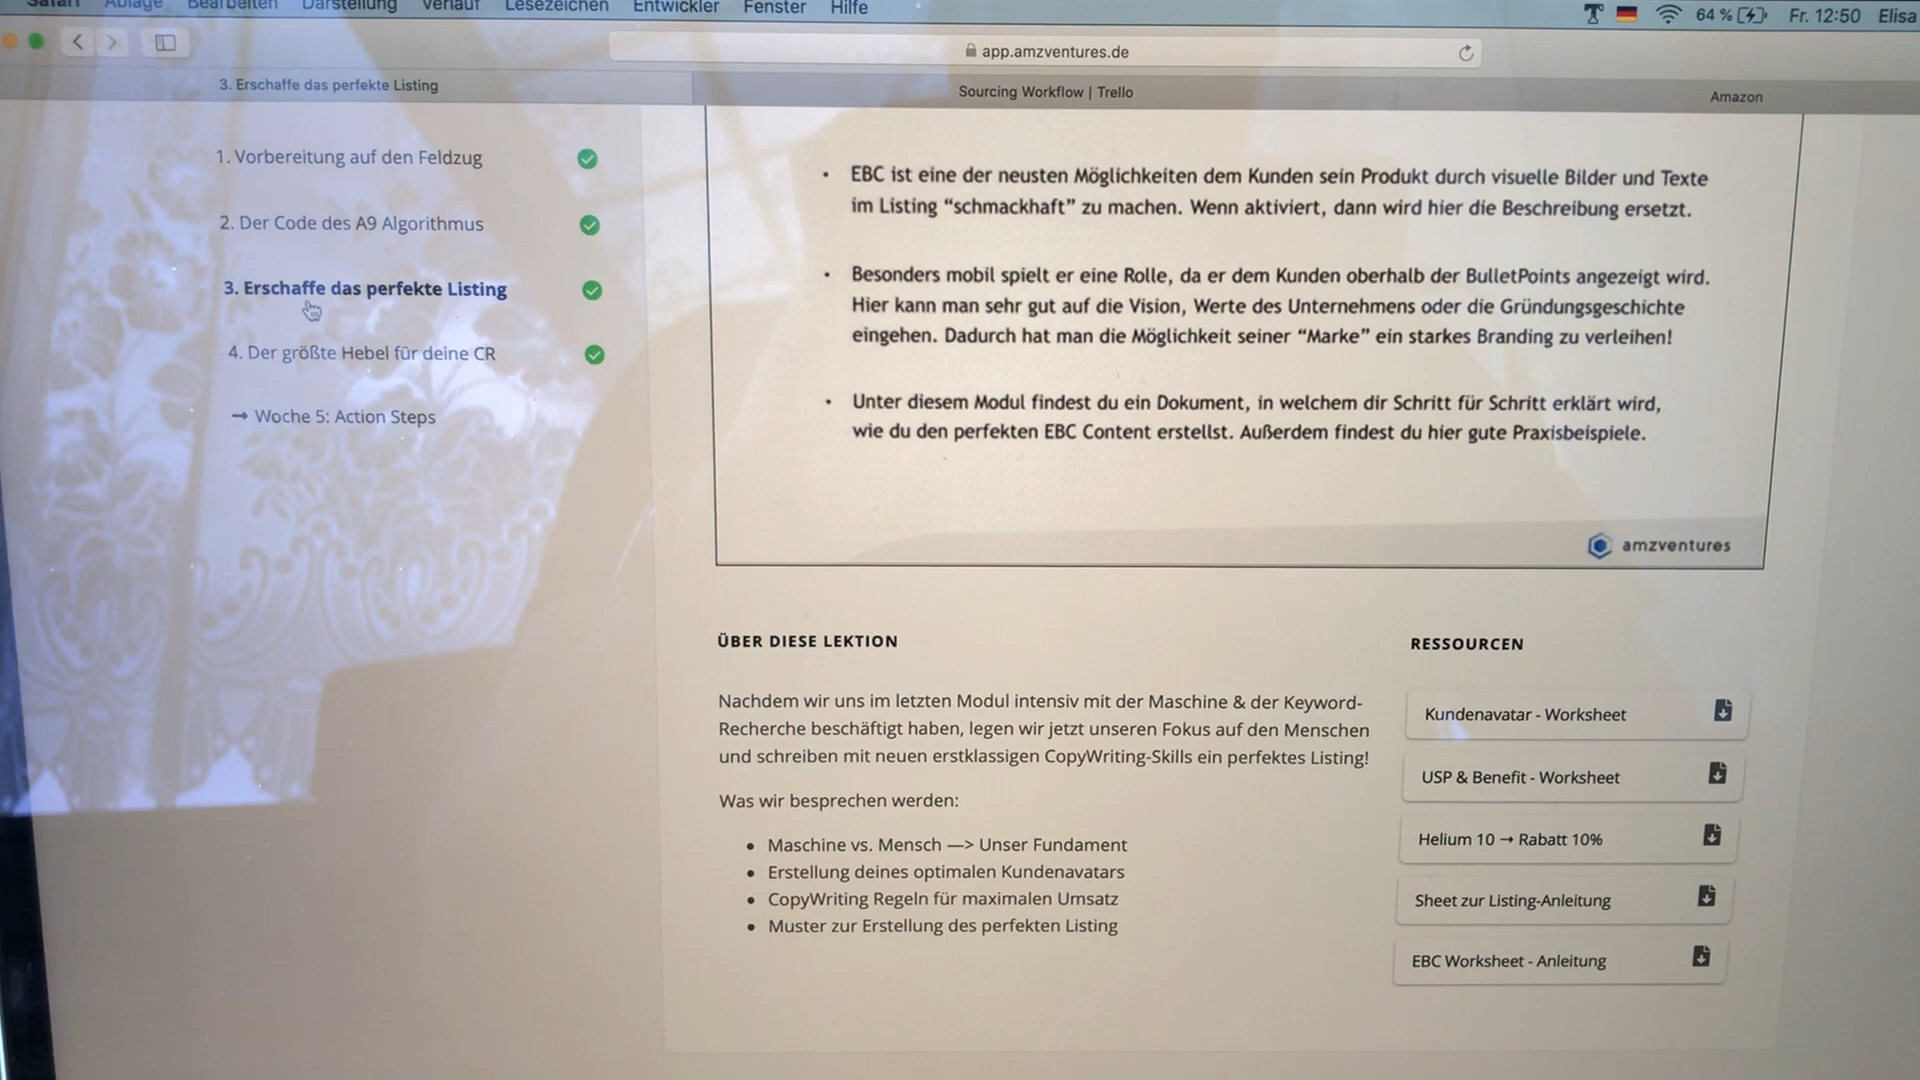 Safari Ablage Bearbeiten Darstellung Verlauf Lesezeichen Entwickler Fenster Hilfe
64 % Fr. 12:50 Elisa
app.amzventures.de
3. Erschaffe das perfekte Listing
Sourcing Workflow | Trello
Amazon
1. Vorbereitung auf den Feldzug
2. Der Code des A9 Algorithmus
3. Erschaffe das perfekte Listing
4. Der größte Hebel für deine CR
→ Woche 5: Action Steps
• EBC ist eine der neusten Möglichkeiten dem Kunden sein Produkt durch visuelle Bilder und Texte
im Listing “schmackhaft” zu machen. Wenn aktiviert, dann wird hier die Beschreibung ersetzt.
• Besonders mobil spielt er eine Rolle, da er dem Kunden oberhalb der BulletPoints angezeigt wird.
Hier kann man sehr gut auf die Vision, Werte des Unternehmens oder die Gründungsgeschichte
eingehen. Dadurch hat man die Möglichkeit seiner “Marke” ein starkes Branding zu verleihen!
• Unter diesem Modul findest du ein Dokument, in welchem dir Schritt für Schritt erklärt wird,
wie du den perfekten EBC Content erstellst. Außerdem findest du hier gute Praxisbeispiele.
amzventures
ÜBER DIESE LEKTION
Nachdem wir uns im letzten Modul intensiv mit der Maschine & der Keyword-
Recherche beschäftigt haben, legen wir jetzt unseren Fokus auf den Menschen
und schreiben mit neuen erstklassigen CopyWriting-Skills ein perfektes Listing!
Was wir besprechen werden:
• Maschine vs. Mensch —> Unser Fundament
• Erstellung deines optimalen Kundenavatars
• CopyWriting Regeln für maximalen Umsatz
• Muster zur Erstellung des perfekten Listing
RESSOURCEN
Kundenavatar - Worksheet
USP & Benefit - Worksheet
Helium 10 → Rabatt 10%
Sheet zur Listing-Anleitung
EBC Worksheet - Anleitung